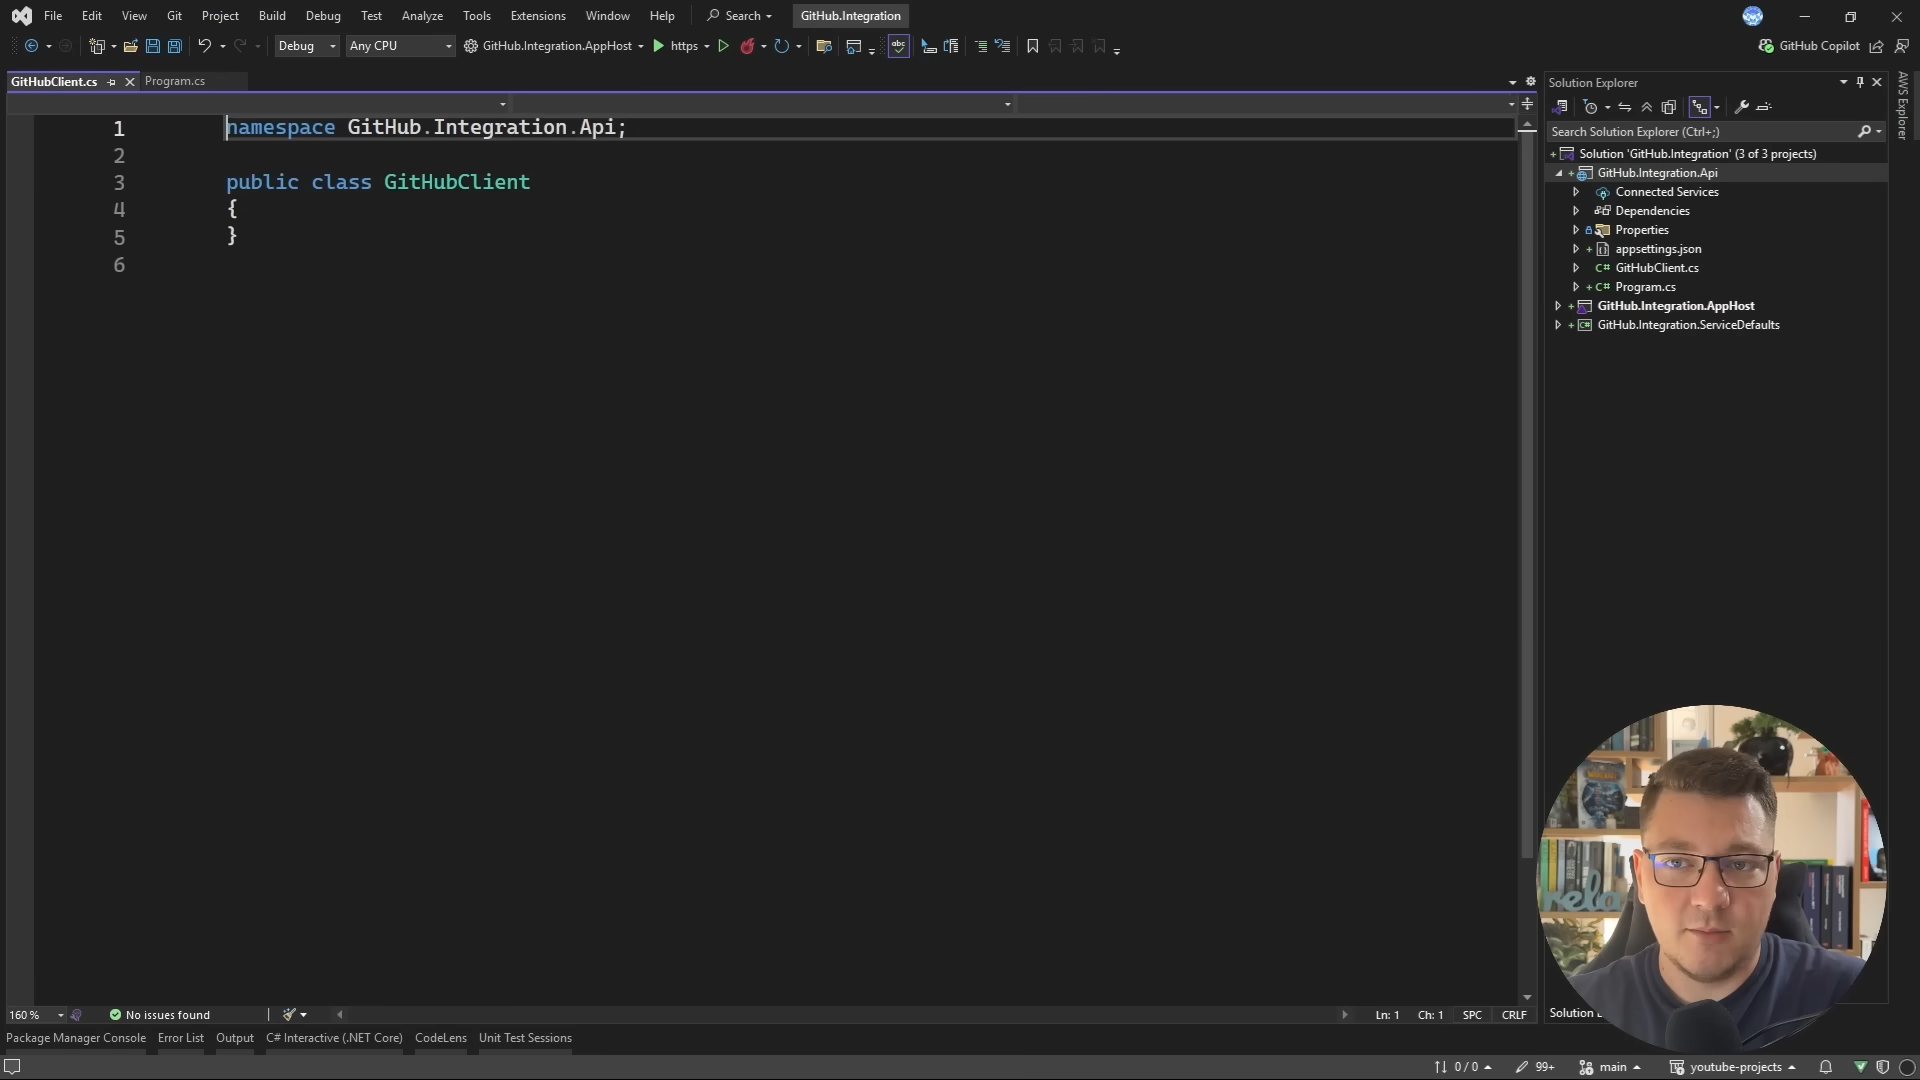 File Edit View Git Project Build Debug Test Analyze Tools Extensions Window Help Search GitHub.Integration
Debug Any CPU GitHub.Integration.AppHost https abc GitHub Copilot
GitHubClient.cs Program.cs
1 namespace GitHub.Integration.Api;
2
3 public class GitHubClient
4 {
5 }
6
Solution Explorer
Search Solution Explorer (Ctrl+;)
Solution 'GitHub.Integration' (3 of 3 projects)
GitHub.Integration.Api
Connected Services
Dependencies
Properties
appsettings.json
C# GitHubClient.cs
C# Program.cs
GitHub.Integration.AppHost
C# GitHub.Integration.ServiceDefaults
AWS Explorer
160 % No issues found Ln: 1 Ch: 1 SPC CRLF
Solution
Package Manager Console Error List Output C# Interactive (.NET Core) CodeLens Unit Test Sessions
0 / 0 99+ main youtube-projects